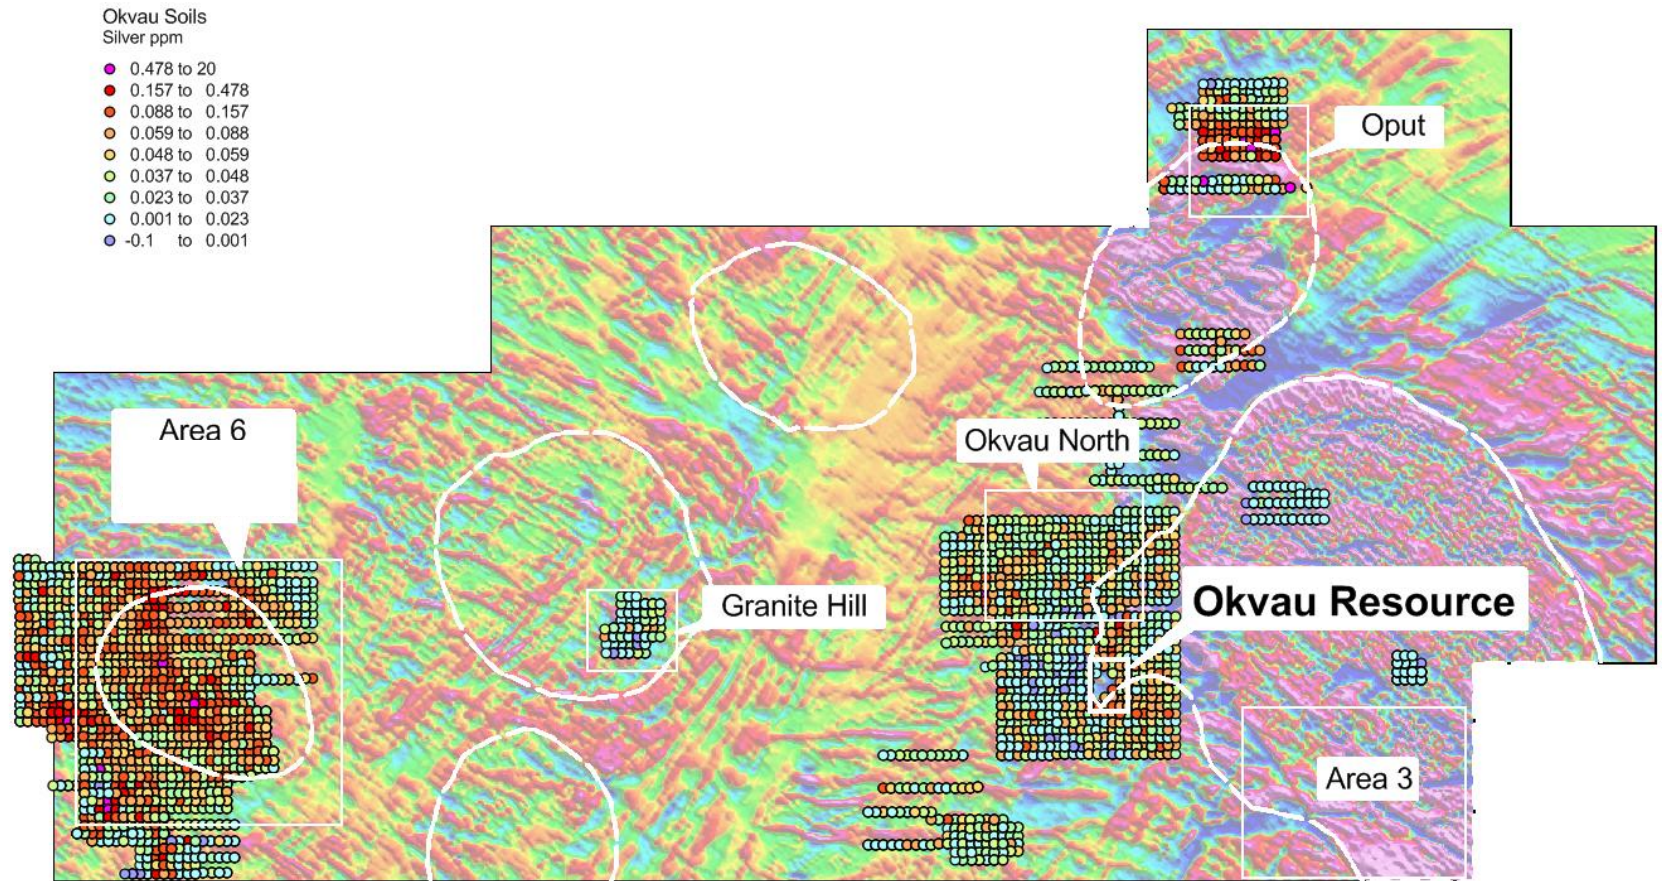 Okvau Soils
Silver ppm
0.478 to 20
0.157 to 0.478
0.088 to 0.157
0.059 to 0.088
0.048 to 0.059
0.037 to 0.048
0.023 to 0.037
0.001 to 0.023
-0.1 to 0.001
Oput
Area 6
Okvau North
Granite Hill
Okvau Resource
Area 3